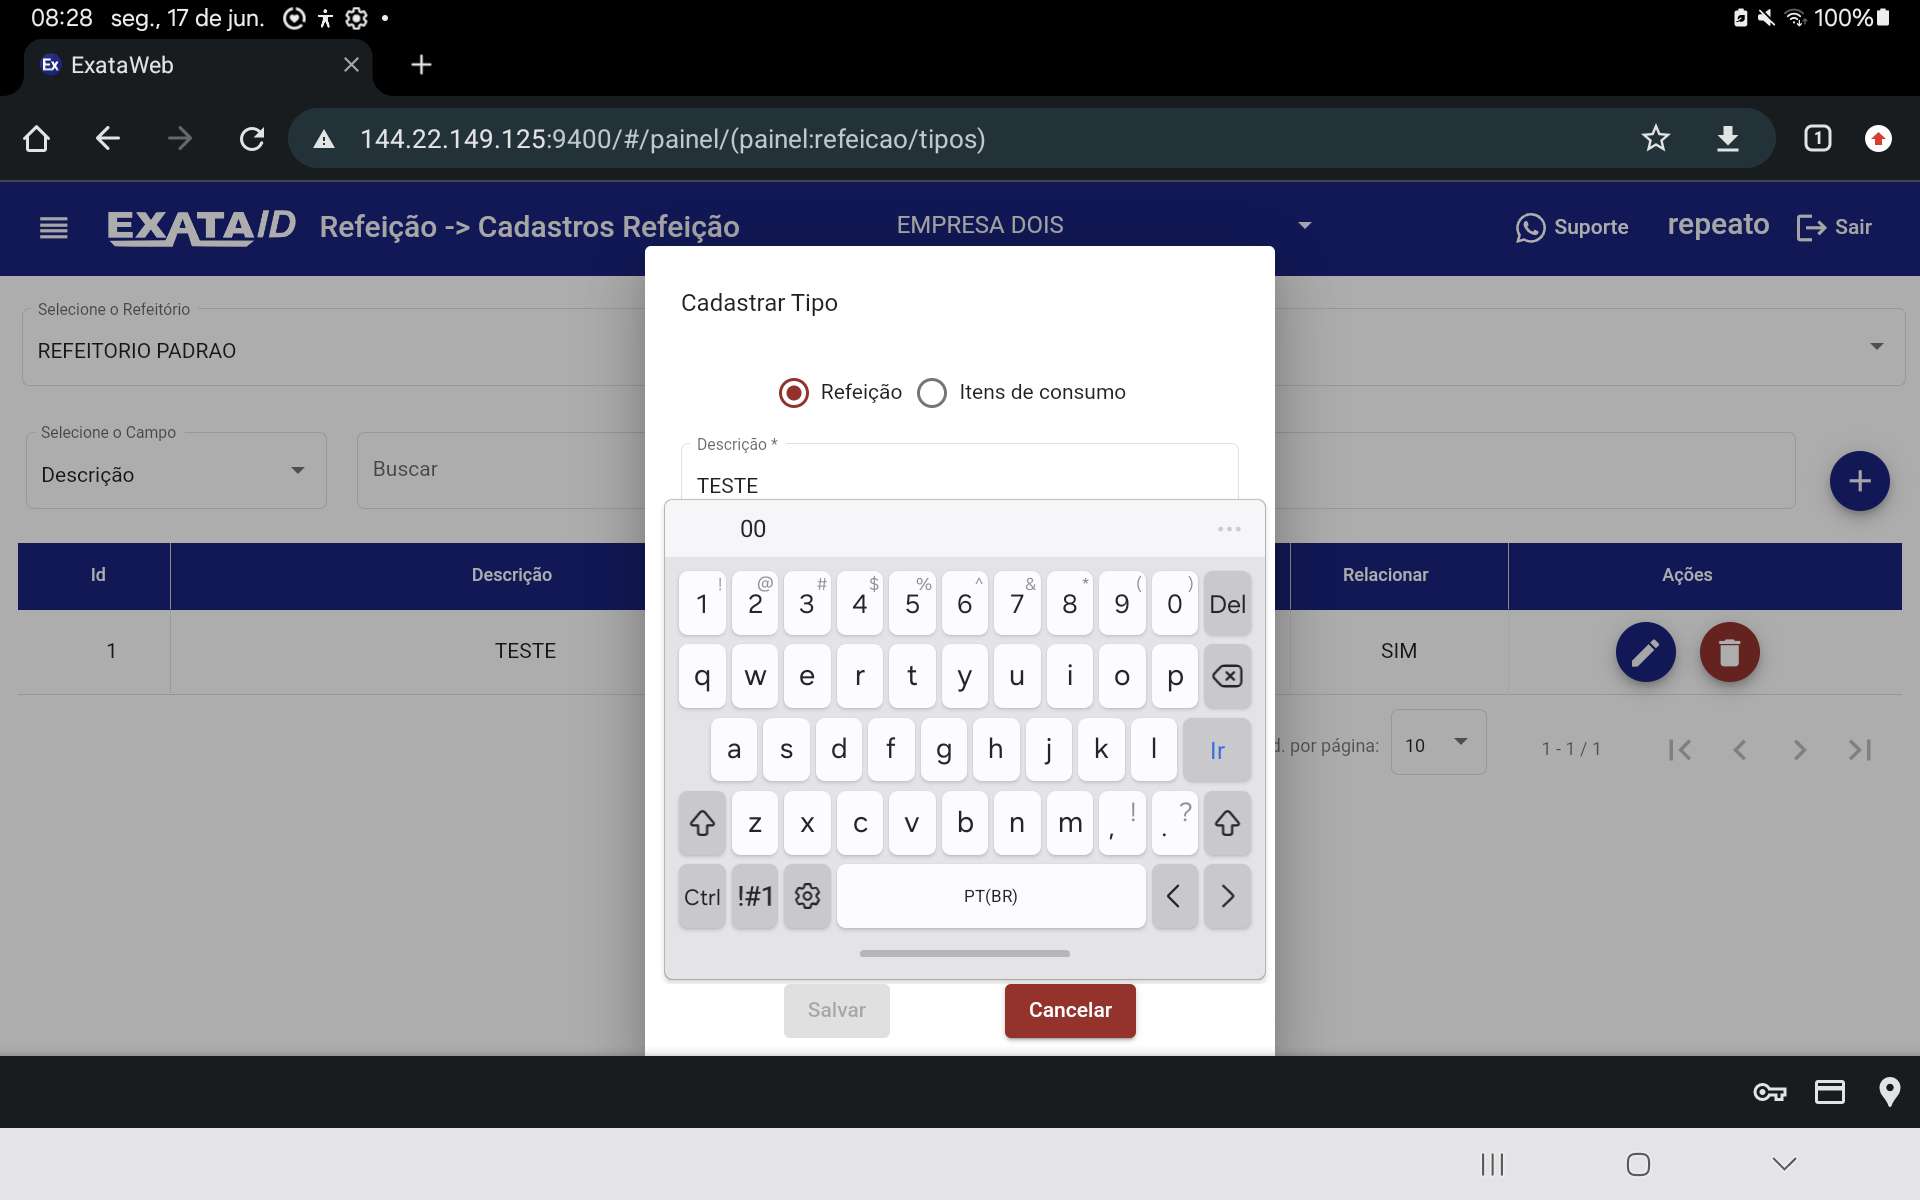 08:28 seg., 17 de jun. 100%
Ex ExataWeb
144.22.149.125:9400/#/painel/(painel:refeicao/tipos) 1
EXATAID Refeição -> Cadastros Refeição EMPRESA DOIS Suporte repeato Sair
Selecione o Refeitório
REFEITORIO PADRAO
Cadastrar Tipo
Refeição Itens de consumo
Selecione o Campo
Descrição
Buscar
Descrição *
TESTE
00
Id Descrição Relacionar Ações
1 TESTE SIM
! @ # $ % ^ & * ( )
1 2 3 4 5 6 7 8 9 0 Del
q w e r t y u i o p
a s d f g h j k l Ir
z x c v b n m , ! . ?
Ctrl !#1 PT(BR)
d. por página: 10 1 - 1 / 1
Salvar Cancelar